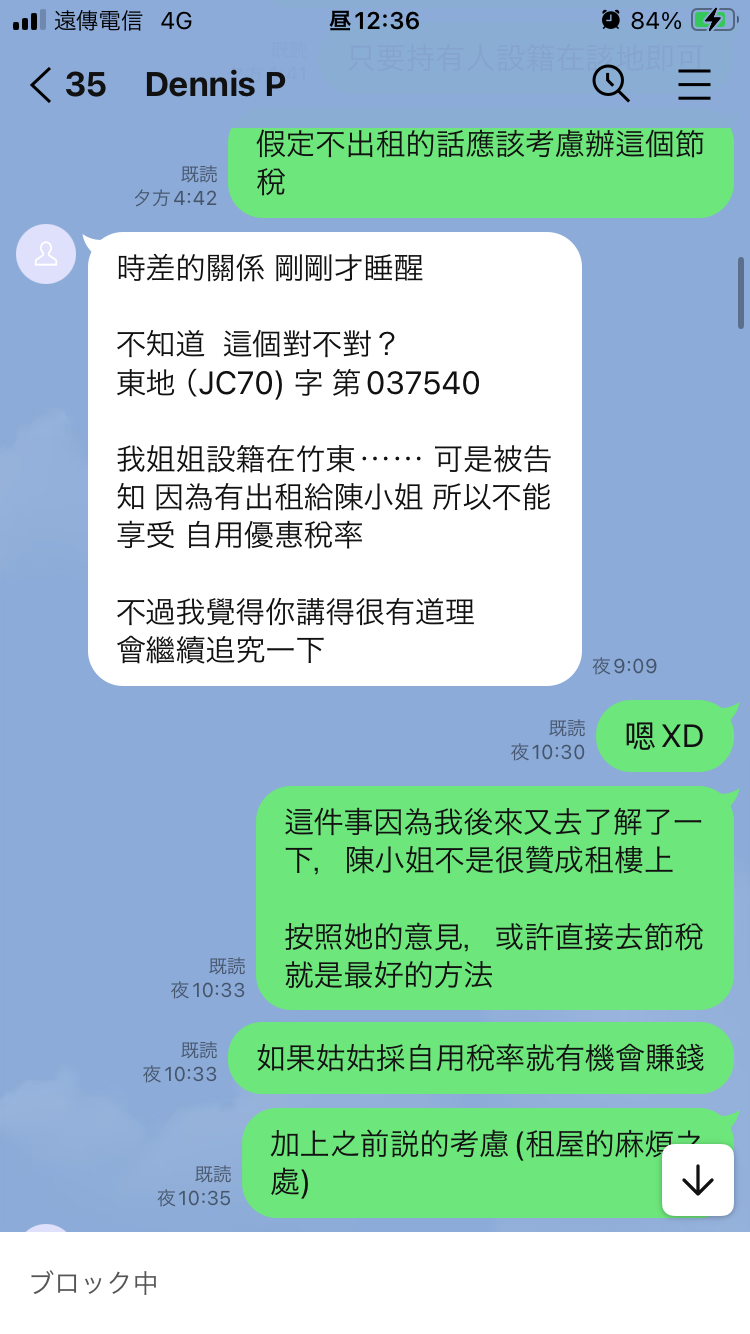 遠傳電信 4G 昼12:36 84%
只要持有人設籍在該地即可
35 Dennis P
假定不出租的話應該考慮辦這個節
稅
既読
夕方4:42
時差的關係 剛剛才睡醒
不知道 這個對不對？
東地（JC70) 字 第037540
我姐姐設籍在竹東⋯⋯ 可是被告
知 因為有出租給陳小姐 所以不能
享受 自用優惠稅率
不過我覺得你講得很有道理
會繼續追究一下
夜9:09
嗯XD
既読
夜10:30
這件事因為我後來又去了解了一
下，陳小姐不是很贊成租樓上
按照她的意見，或許直接去節稅
就是最好的方法
既読
夜10:33
如果姑姑採自用稅率就有機會賺錢
既読
夜10:33
加上之前說的考慮(租屋的麻煩之
處)
既読
夜10:35
ブロック中